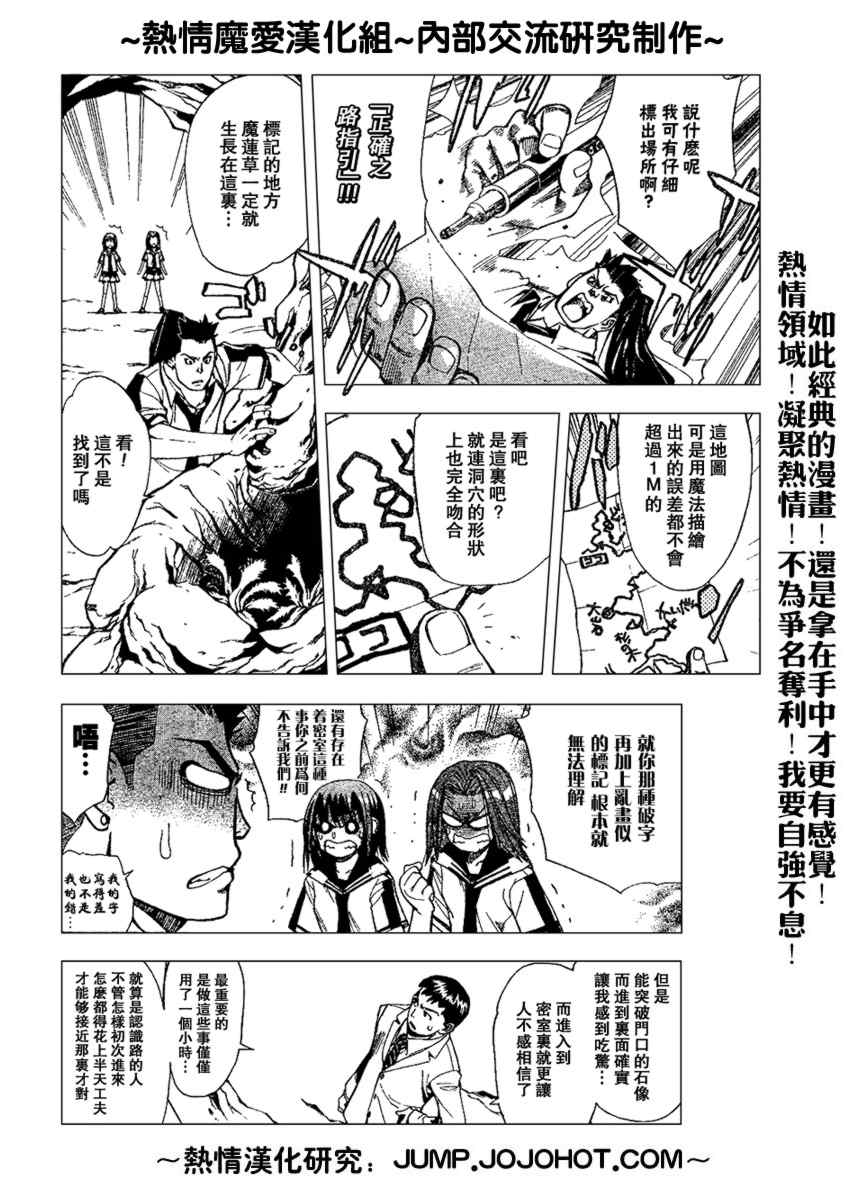 ~熱情魔愛漢化組~內部交流研究制作~
說什麽呢
我可有仔細
標出場所啊？
「正確之
路指引」!!!
標記的地方
魔蓮草一定就
生長在這裏…
看！
這不是
找到了嗎
這地圖
可是用魔法描繪
出來的誤差都不會
超過1M的
看吧
是這裏吧？
就連洞穴的形狀
上也完全吻合
就你那種破字
再加上亂畫似
的標記 根本就
無法理解
還有存在
着密室這種
事你之前爲何
不告訴我們!!
唔…
我的字
寫得差
也不是
我的錯…
但是
能突破門口的石像
而進到裏面確實
讓我感到吃驚…
而進入到
密室裏就更讓
人不感相信了
最重要的
是做這些事僅僅
用了一個小時…
就算是認識路的人
不管怎樣初次進來
怎麽都得花上半天工夫
才能够接近那裏才對
如此經典的漫畫！還是拿在手中才更有感覺！
熱情領域！凝聚熱情！不為爭名奪利！我要自強不息！
～熱情漢化研究：JUMP.JOJOHOT.COM～